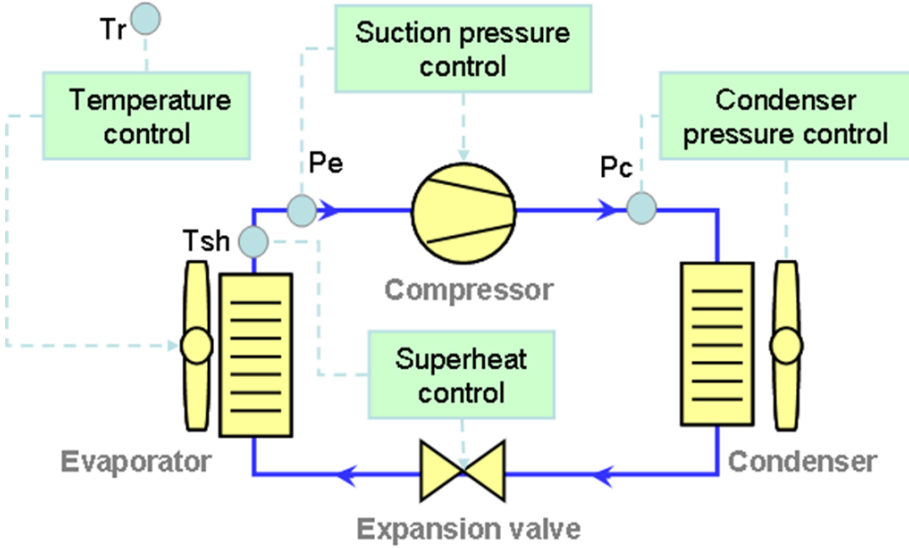 Tr
Suction pressure
control
Temperature
control
Condenser
pressure control
Pe
Pc
Tsh
Compressor
Superheat
control
Evaporator
Condenser
Expansion valve